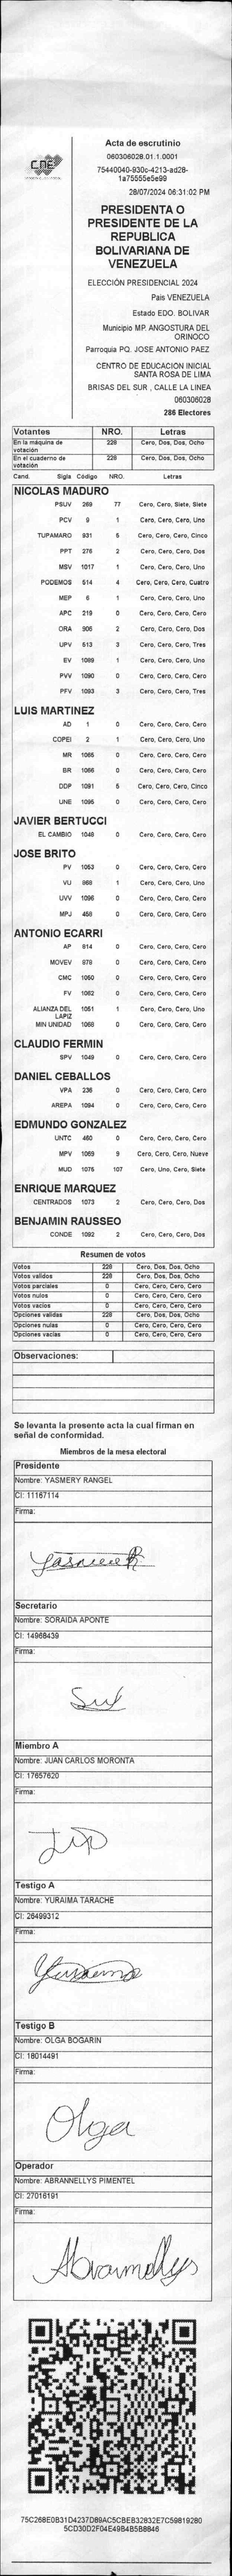 CNE
Acta de escrutinio
060306028.01.1.0001
75440040-930c-4213-ad28-
1a75555e5e99
28/07/2024 06:31:02 PM
PRESIDENTA O
PRESIDENTE DE LA
REPUBLICA
BOLIVARIANA DE
VENEZUELA
ELECCIÓN PRESIDENCIAL 2024
Pais VENEZUELA
Estado EDO. BOLIVAR
Municipio MP. ANGOSTURA DEL
ORINOCO
Parroquia PQ. JOSE ANTONIO PAEZ
CENTRO DE EDUCACION INICIAL
SANTA ROSA DE LIMA
BRISAS DEL SUR , CALLE LA LINEA
060306028
286 Electores
Votantes NRO. Letras
En la máquina de votación 228 Cero, Dos, Dos, Ocho
En el cuaderno de votación 228 Cero, Dos, Dos, Ocho
Cand. Sigla Código NRO. Letras
NICOLAS MADURO
PSUV 269 77 Cero, Cero, Siete, Siete
PCV 9 1 Cero, Cero, Cero, Uno
TUPAMARO 931 5 Cero, Cero, Cero, Cinco
PPT 276 2 Cero, Cero, Cero, Dos
MSV 1017 1 Cero, Cero, Cero, Uno
PODEMOS 514 4 Cero, Cero, Cero, Cuatro
MEP 6 1 Cero, Cero, Cero, Uno
APC 219 0 Cero, Cero, Cero, Cero
ORA 906 2 Cero, Cero, Cero, Dos
UPV 513 3 Cero, Cero, Cero, Tres
EV 1089 1 Cero, Cero, Cero, Uno
PVV 1090 0 Cero, Cero, Cero, Cero
PFV 1093 3 Cero, Cero, Cero, Tres
LUIS MARTINEZ
AD 1 0 Cero, Cero, Cero, Cero
COPEI 2 1 Cero, Cero, Cero, Uno
MR 1065 0 Cero, Cero, Cero, Cero
BR 1066 0 Cero, Cero, Cero, Cero
DDP 1091 5 Cero, Cero, Cero, Cinco
UNE 1095 0 Cero, Cero, Cero, Cero
JAVIER BERTUCCI
EL CAMBIO 1048 0 Cero, Cero, Cero, Cero
JOSE BRITO
PV 1053 0 Cero, Cero, Cero, Cero
VU 868 1 Cero, Cero, Cero, Uno
UVV 1096 0 Cero, Cero, Cero, Cero
MPJ 458 0 Cero, Cero, Cero, Cero
ANTONIO ECARRI
AP 814 0 Cero, Cero, Cero, Cero
MOVEV 878 0 Cero, Cero, Cero, Cero
CMC 1050 0 Cero, Cero, Cero, Cero
FV 1062 0 Cero, Cero, Cero, Cero
ALIANZA DEL LAPIZ 1051 1 Cero, Cero, Cero, Uno
MIN UNIDAD 1068 0 Cero, Cero, Cero, Cero
CLAUDIO FERMIN
SPV 1049 0 Cero, Cero, Cero, Cero
DANIEL CEBALLOS
VPA 236 0 Cero, Cero, Cero, Cero
AREPA 1094 0 Cero, Cero, Cero, Cero
EDMUNDO GONZALEZ
UNTC 460 0 Cero, Cero, Cero, Cero
MPV 1069 9 Cero, Cero, Cero, Nueve
MUD 1075 107 Cero, Uno, Cero, Siete
ENRIQUE MARQUEZ
CENTRADOS 1073 2 Cero, Cero, Cero, Dos
BENJAMIN RAUSSEO
CONDE 1092 2 Cero, Cero, Cero, Dos
Resumen de votos
Votos 228 Cero, Dos, Dos, Ocho
Votos validos 228 Cero, Dos, Dos, Ocho
Votos parciales 0 Cero, Cero, Cero, Cero
Votos nulos 0 Cero, Cero, Cero, Cero
Votos vacios 0 Cero, Cero, Cero, Cero
Opciones validas 228 Cero, Dos, Dos, Ocho
Opciones nulas 0 Cero, Cero, Cero, Cero
Opciones vacias 0 Cero, Cero, Cero, Cero
Observaciones:
Se levanta la presente acta la cual firman en
señal de conformidad.
Miembros de la mesa electoral
Presidente
Nombre: YASMERY RANGEL
CI: 11167114
Firma:
Secretario
Nombre: SORAIDA APONTE
CI: 14968439
Firma:
Miembro A
Nombre: JUAN CARLOS MORONTA
CI: 17657620
Firma:
Testigo A
Nombre: YURAIMA TARACHE
CI: 26499312
Firma:
Testigo B
Nombre: OLGA BOGARIN
CI: 18014491
Firma:
Olga
Operador
Nombre: ABRANNELLYS PIMENTEL
CI: 27016191
Firma:
Abrannellys
75C268E0B31D4237D89AC5CBEB32832E7C59819280
5CD30D2F04E49B4B5B8846